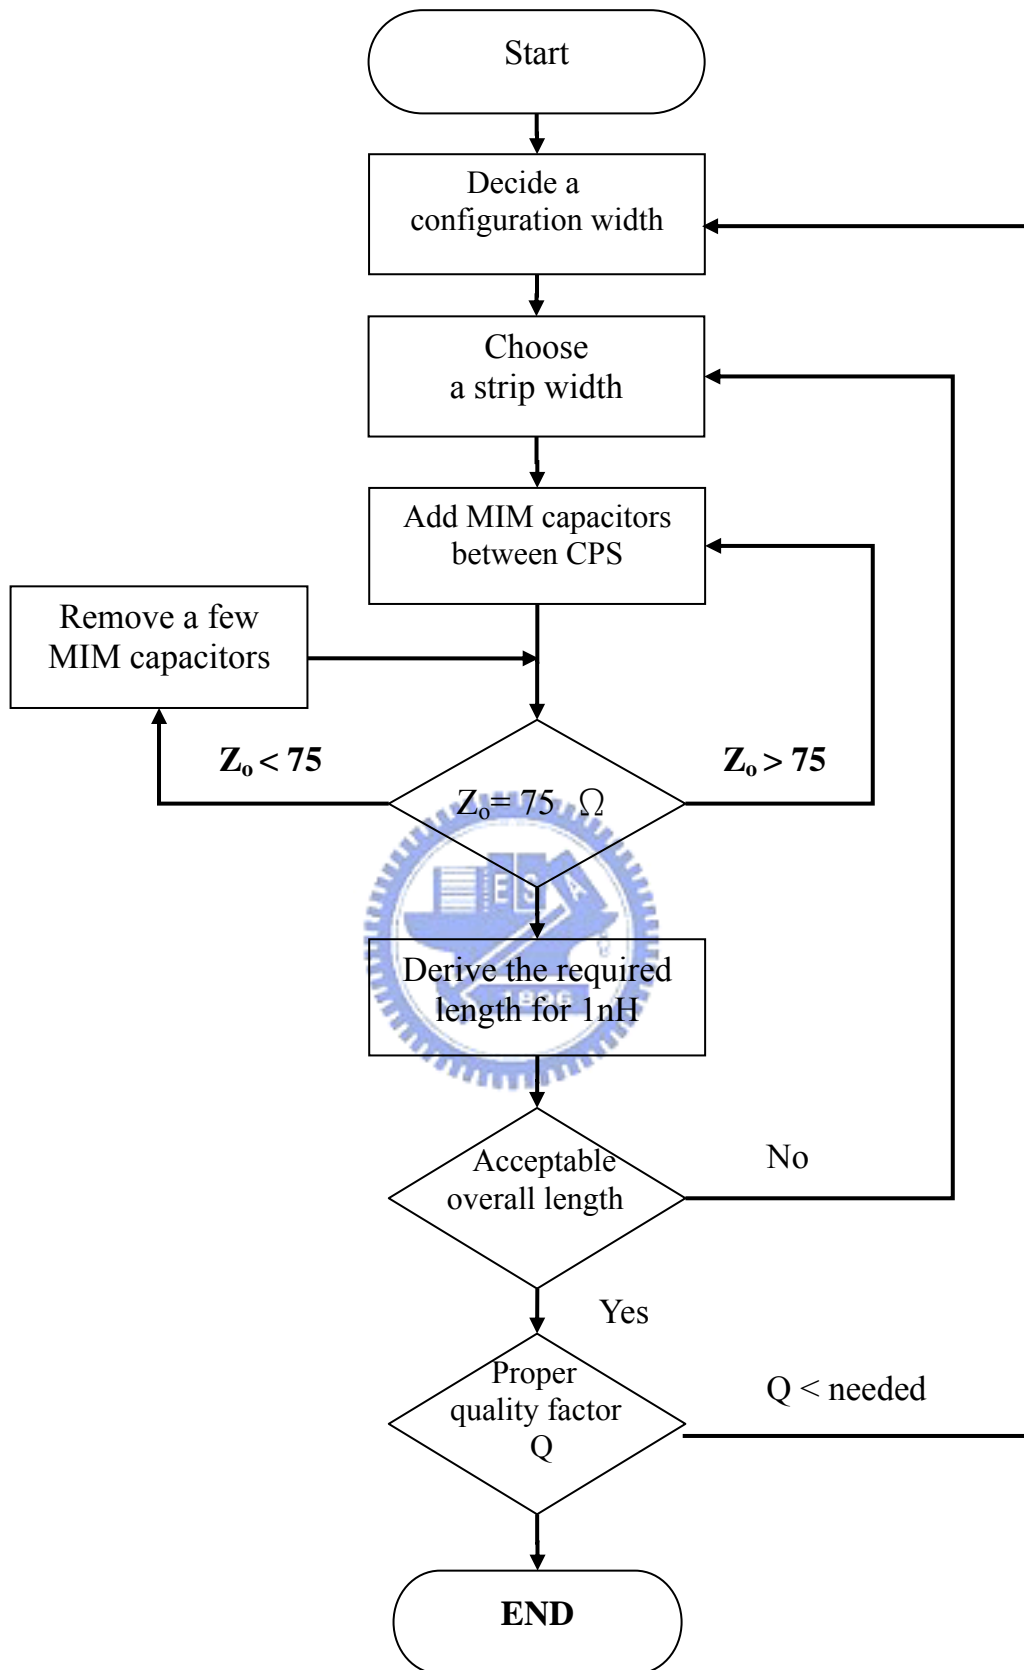 Start
Decide a
configuration width
Choose
a strip width
Add MIM capacitors
between CPS
Remove a few
MIM capacitors
Zₒ < 75
Zₒ > 75
Zₒ= 75 Ω
E S A
Derive the required
length for 1nH
1896
Acceptable
overall length
No
Yes
Proper
quality factor
Q
Q < needed
END